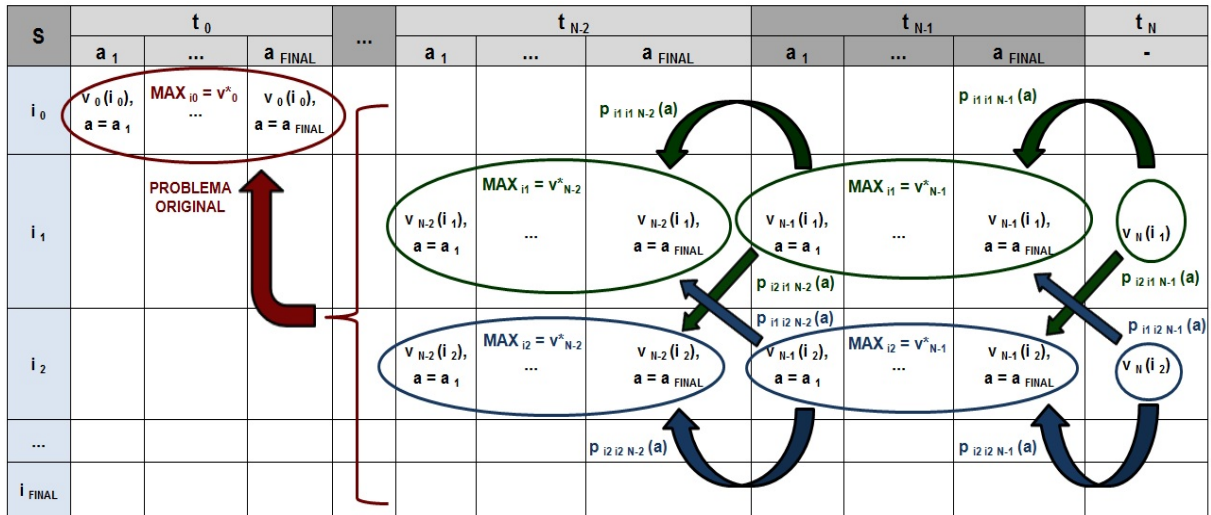 S t 0 ... t N-2 t N-1 t N
a 1 ... a FINAL a 1 ... a FINAL a 1 ... a FINAL -
i 0
v 0 (i 0), MAX i0 = v* 0 v 0 (i 0),
a = a 1 ... a = a FINAL
p i1 i1 N-2 (a) p i1 i1 N-1 (a)
PROBLEMA
ORIGINAL
i 1
MAX i1 = v* N-2 MAX i1 = v* N-1
v N-2 (i 1), ... v N-2 (i 1), v N-1 (i 1), ... v N-1 (i 1), v N (i 1)
a = a 1 a = a FINAL a = a 1 a = a FINAL
p i2 i1 N-2 (a) p i2 i1 N-1 (a)
p i1 i2 N-2 (a) p i1 i2 N-1 (a)
i 2
MAX i2 = v* N-2 MAX i2 = v* N-1
v N-2 (i 2), ... v N-2 (i 2), v N-1 (i 2), ... v N-1 (i 2), v N (i 2)
a = a 1 a = a FINAL a = a 1 a = a FINAL
...
p i2 i2 N-2 (a) p i2 i2 N-1 (a)
i FINAL